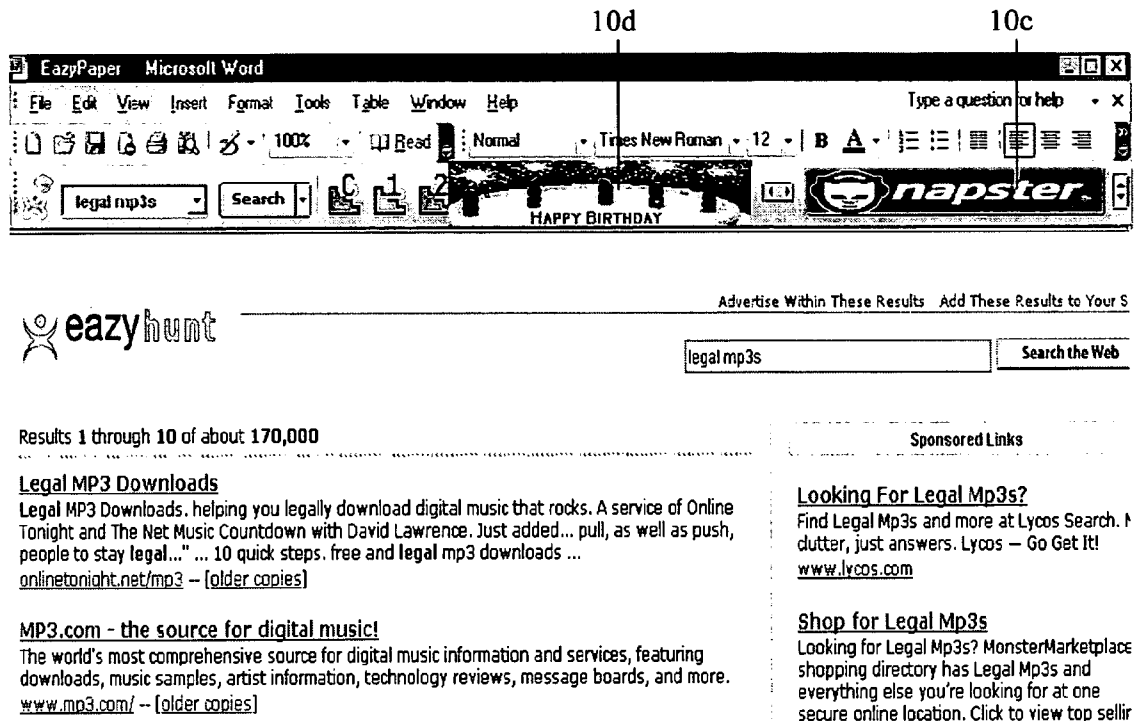 10d 10c
EazyPaper Microsoft Word
File Edit View Insert Format Tools Table Window Help Type a question for help
100% Read Normal Times New Roman 12 B A
legal mp3s Search C 1 2 HAPPY BIRTHDAY napster.
Advertise Within These Results Add These Results to Your S
eazyhunt
legal mp3s Search the Web
Results 1 through 10 of about 170,000
Sponsored Links
Legal MP3 Downloads
Legal MP3 Downloads. helping you legally download digital music that rocks. A service of Online
Tonight and The Net Music Countdown with David Lawrence. Just added... pull, as well as push,
people to stay legal..." ... 10 quick steps. free and legal mp3 downloads ...
onlinetonight.net/mp3 -- [older copies]
MP3.com - the source for digital music!
The world's most comprehensive source for digital music information and services, featuring
downloads, music samples, artist information, technology reviews, message boards, and more.
www.mp3.com/ -- [older copies]
Looking For Legal Mp3s?
Find Legal Mp3s and more at Lycos Search.
clutter, just answers. Lycos — Go Get It!
www.lycos.com
Shop for Legal Mp3s
Looking for Legal Mp3s? MonsterMarketplace
shopping directory has Legal Mp3s and
everything else you're looking for at one
secure online location. Click to view top sellin